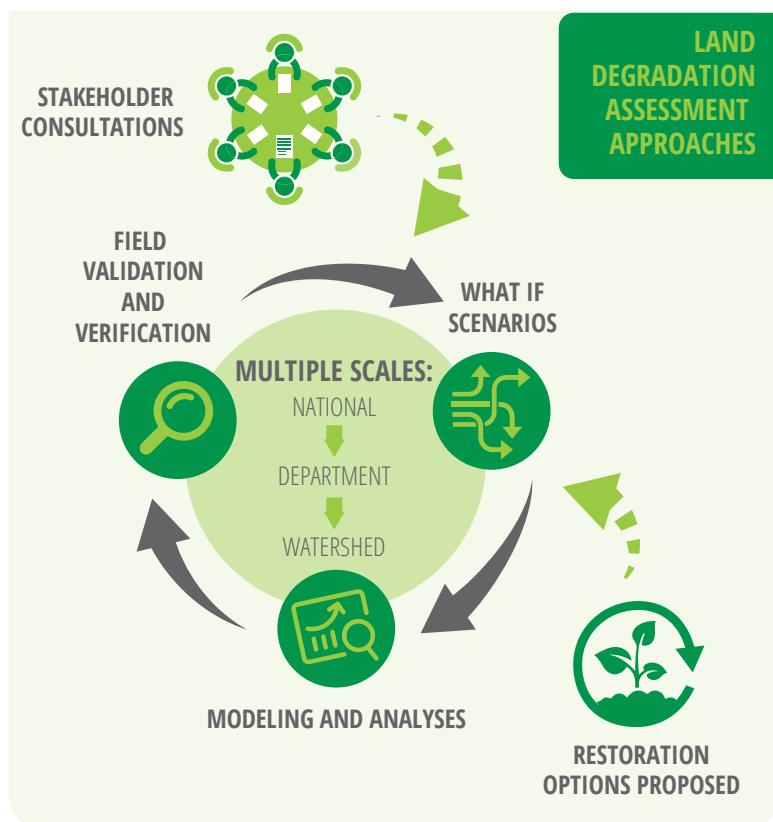 LAND
DEGRADATION
ASSESSMENT
APPROACHES
STAKEHOLDER
CONSULTATIONS
FIELD
VALIDATION
AND
VERIFICATION
WHAT IF
SCENARIOS
MULTIPLE SCALES:
NATIONAL
DEPARTMENT
WATERSHED
MODELING AND ANALYSES
RESTORATION
OPTIONS PROPOSED